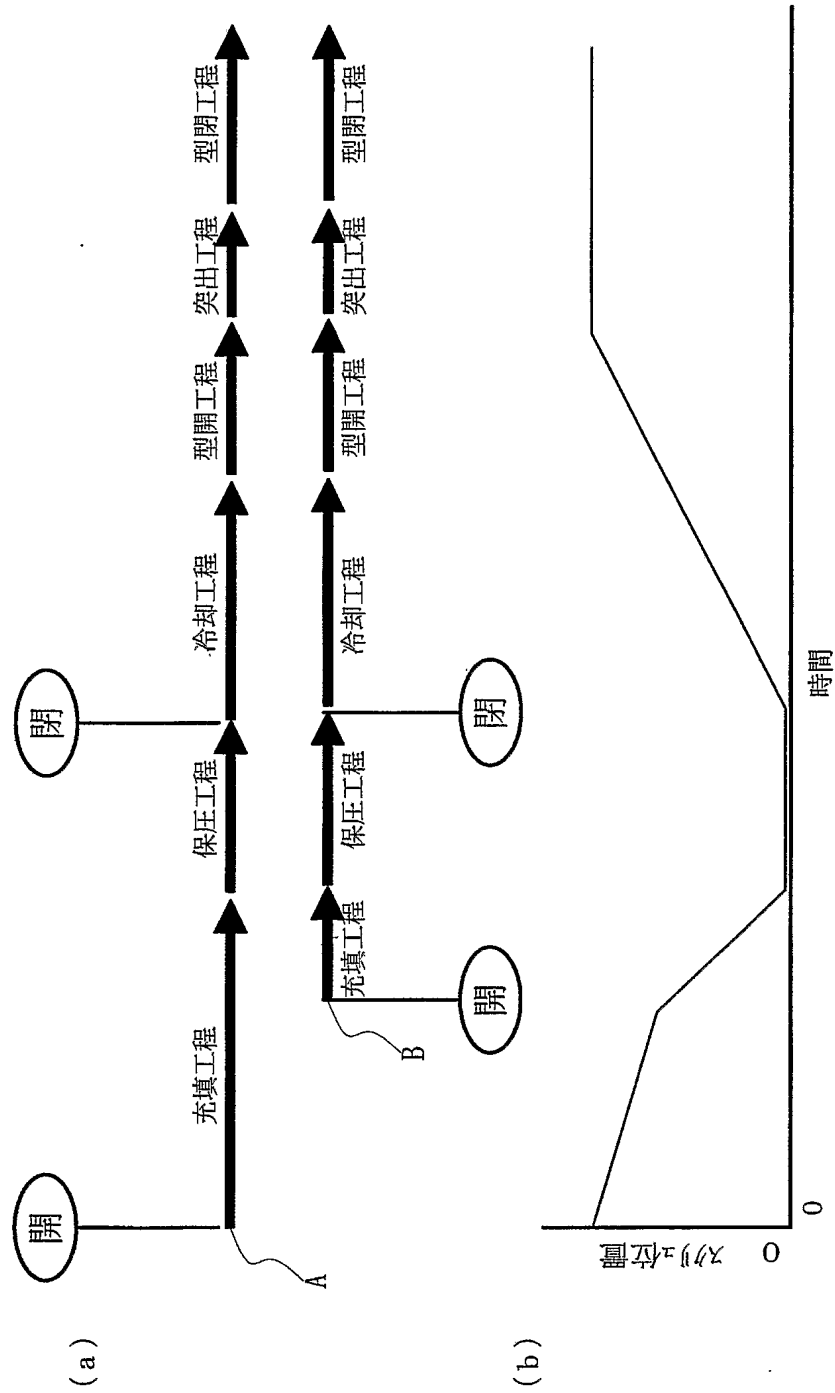 (a)
開
閉
充填工程
保圧工程
冷却工程
型開工程
突出工程
型閉工程
A
充填工程
保圧工程
冷却工程
型開工程
突出工程
型閉工程
B
開
閉
(b)
スクリュ位置
0
0
時間